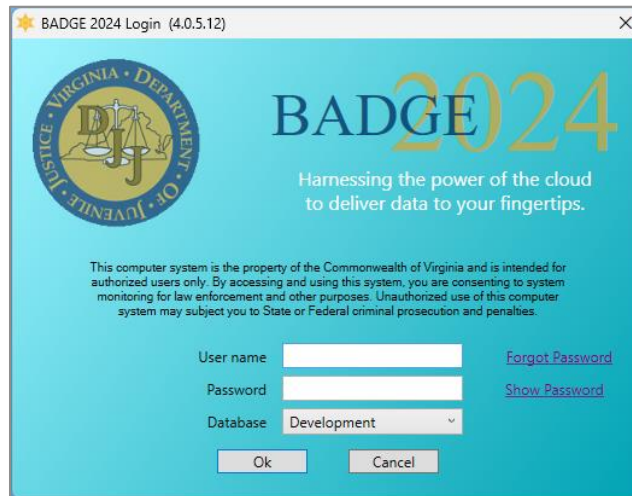 BADGE 2024 Login (4.0.5.12)
VIRGINIA • DEPARTMENT • OF JUVENILE • JUSTICE •
DJJ
BADGE 2024
Harnessing the power of the cloud
to deliver data to your fingertips.
This computer system is the property of the Commonwealth of Virginia and is intended for
authorized users only. By accessing and using this system, you are consenting to system
monitoring for law enforcement and other purposes. Unauthorized use of this computer
system may subject you to State or Federal criminal prosecution and penalties.
User name Forgot Password
Password Show Password
Database Development
Ok Cancel